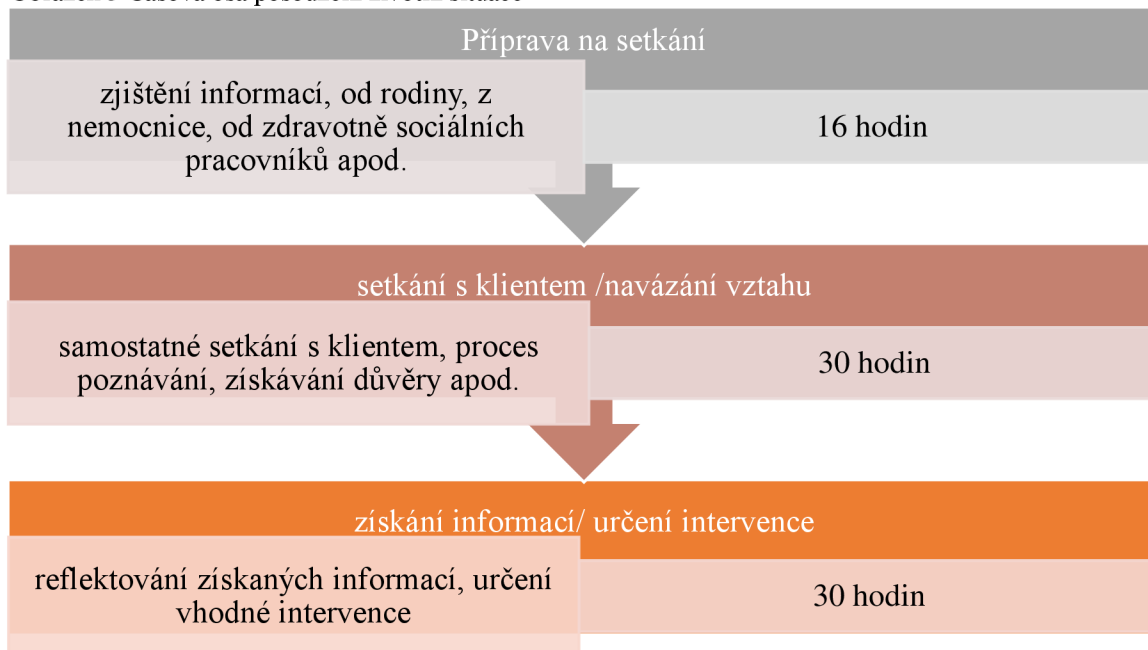 Příprava na setkání
zjištění informací, od rodiny, z
nemocnice, od zdravotně sociálních
pracovníků apod.
16 hodin
setkání s klientem /navázání vztahu
samostatné setkání s klientem, proces
poznávání, získávání důvěry apod.
30 hodin
získání informací/ určení intervence
reflektování získaných informací, určení
vhodné intervence
30 hodin